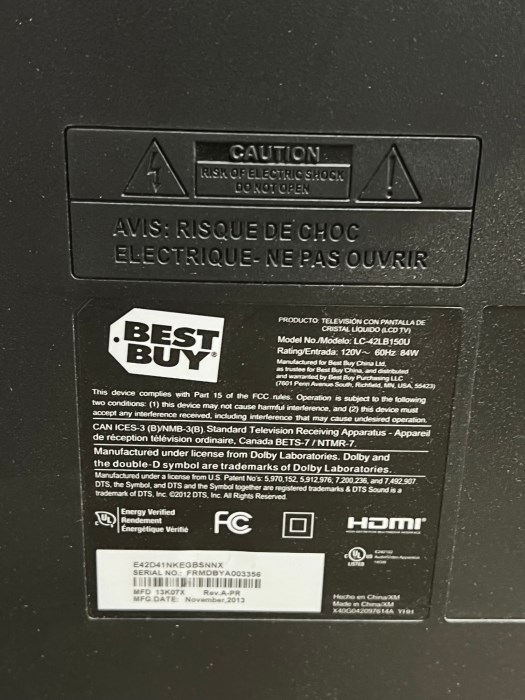 CAUTION
RISK OF ELECTRIC SHOCK
DO NOT OPEN
AVIS: RISQUE DE CHOC
ELECTRIQUE- NE PAS OUVRIR
BEST
BUY®
PRODUCTO: TELEVISIÓN CON PANTALLA DE
CRISTAL LÍQUIDO (LCD TV)
Model No./Modelo: LC-42LB150U
Rating/Entrada: 120V～ 60Hz 84W
Manufactured for Best Buy China Ltd,
as trustee for Best Buy China, and distributed
and warranted by Best Buy Purchasing LLC
(7601 Penn Avenue South, Richfield, MN, USA, 55423)
This device complies with Part 15 of the FCC rules. Operation is subject to the following
two conditions: (1) this device may not cause harmful interference, and (2) this device must
accept any interference received, including interference that may cause undesired operation.
CAN ICES-3 (B)/NMB-3(B). Standard Television Receiving Apparatus - Appareil
de réception télévision ordinaire, Canada BETS-7 / NTMR-7.
Manufactured under license from Dolby Laboratories. Dolby and
the double-D symbol are trademarks of Dolby Laboratories.
Manufactured under a license from U.S. Patent No's: 5,970,152, 5,912,976, 7,200,236, and 7,492,907.
DTS, the Symbol, and DTS and the Symbol together are registered trademarks & DTS Sound is a
trademark of DTS, Inc. ©2012 DTS, Inc. All Rights Reserved.
UL
Energy Verified
Rendement
Énergétique Vérifié
FC
HDMI
E42D41NKEGBSNNX
SERIAL NO.: FRMDBYA003356
MFD 13K07X Rev.A-PR
MFG.DATE: November,2013
c UL us
LISTED
Hecho en China/XM
Made in China/XM
X40G042097614A YHH